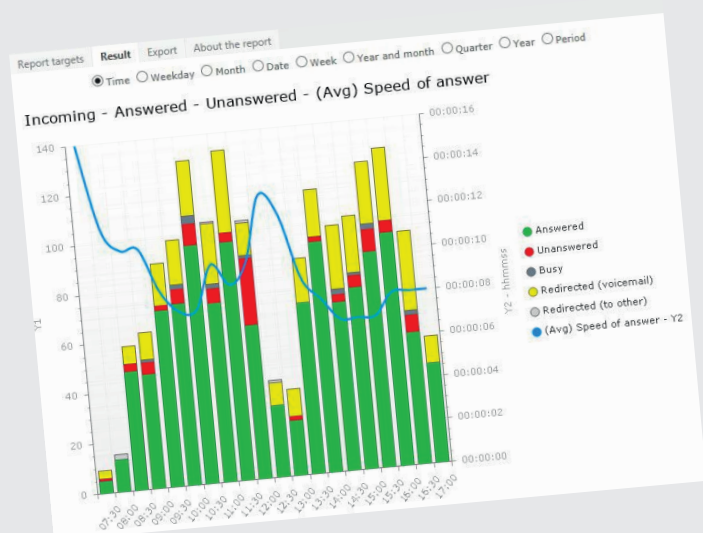 Report targets Result Export About the report
Time Weekday Month Date Week Year and month Quarter Year Period
Incoming - Answered - Unanswered - (Avg) Speed of answer
140
120
100
80
60
40
20
0
Y1
00:00:16
00:00:14
00:00:12
00:00:10
00:00:08
00:00:06
00:00:04
00:00:02
00:00:00
Y2 - hhmmss
07:30 08:00 08:30 09:00 09:30 10:00 10:30 11:00 11:30 12:00 12:30 13:00 13:30 14:00 14:30 15:00 15:30 16:00 16:30 17:00
Answered
Unanswered
Busy
Redirected (voicemail)
Redirected (to other)
(Avg) Speed of answer - Y2